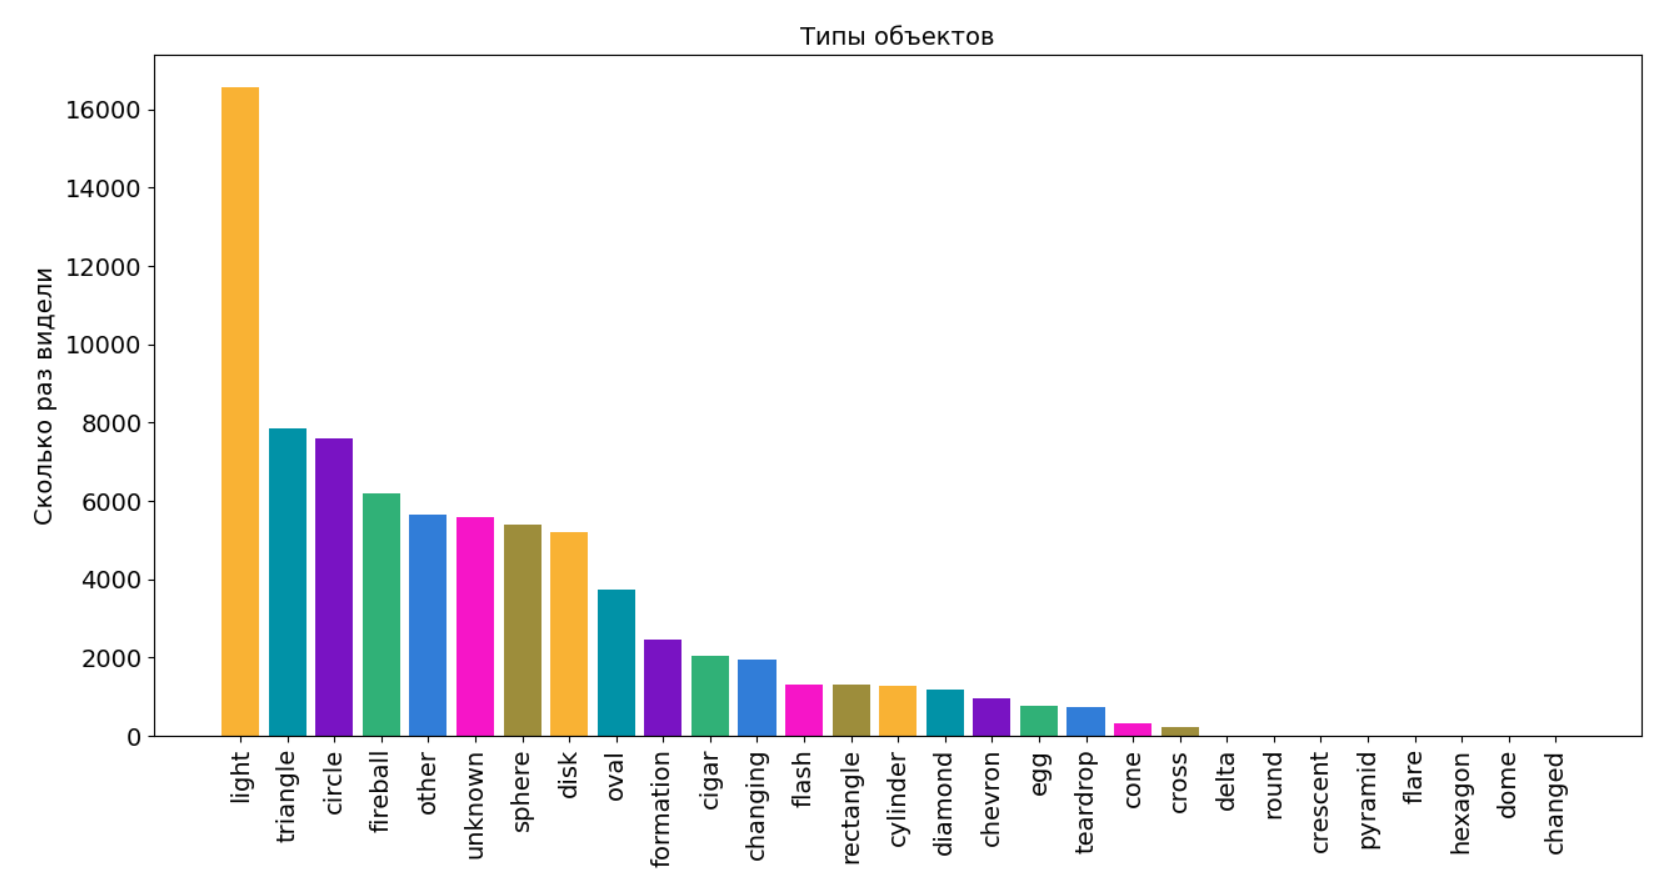 Типы объектов
Сколько раз видели
16000
14000
12000
10000
8000
6000
4000
2000
0
light
triangle
circle
fireball
other
unknown
sphere
disk
oval
formation
cigar
changing
flash
rectangle
cylinder
diamond
chevron
egg
teardrop
cone
cross
delta
round
crescent
pyramid
flare
hexagon
dome
changed